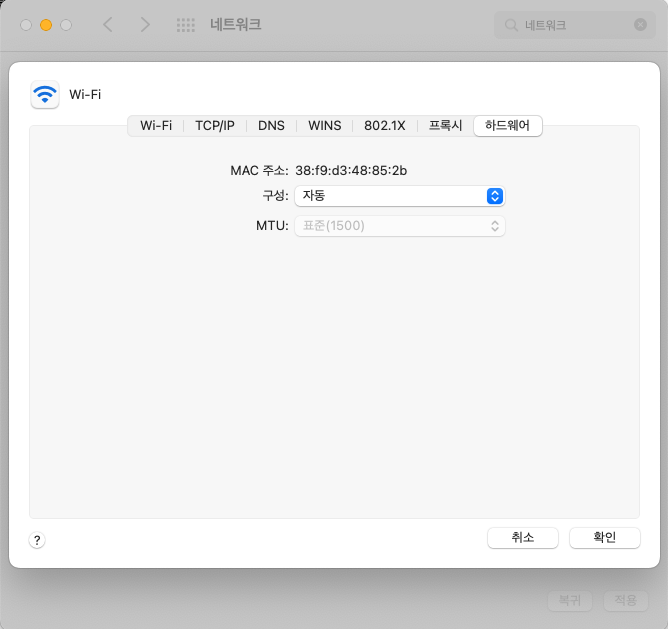 네트워크
네트워크
Wi-Fi
Wi-Fi TCP/IP DNS WINS 802.1X 프록시 하드웨어
MAC 주소: 38:f9:d3:48:85:2b
구성: 자동
MTU: 표준(1500)
?
취소 확인
복귀 적용